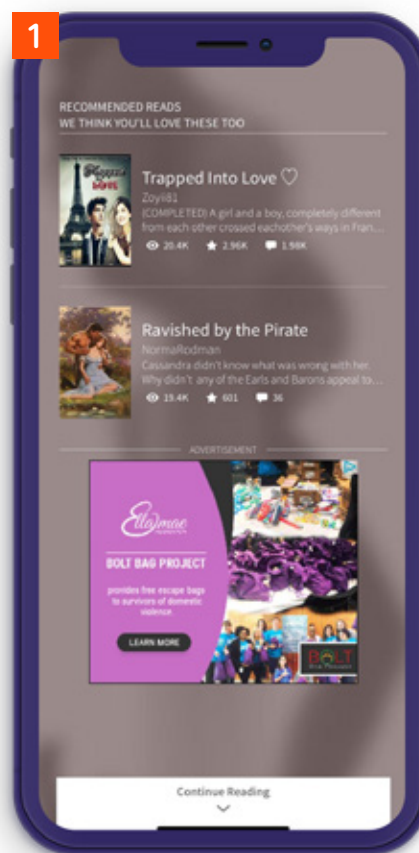 1
RECOMMENDED READS
WE THINK YOU'LL LOVE THESE TOO
Trapped Into Love ♡
Zoyii81
(COMPLETED) A girl and a boy, completely different
from each other crossed eachother's ways in Fran...
20.4K 2.96K 1.98K
Ravished by the Pirate
NormaRodman
Cassandra didn't know what was wrong with her.
Why didn't any of the Earls and Barons appeal to...
19.4K 601 36
ADVERTISEMENT
EllaMae
BOLT BAG PROJECT
provides free escape bags
to survivors of domestic
violence.
LEARN MORE
BOLT
Continue Reading